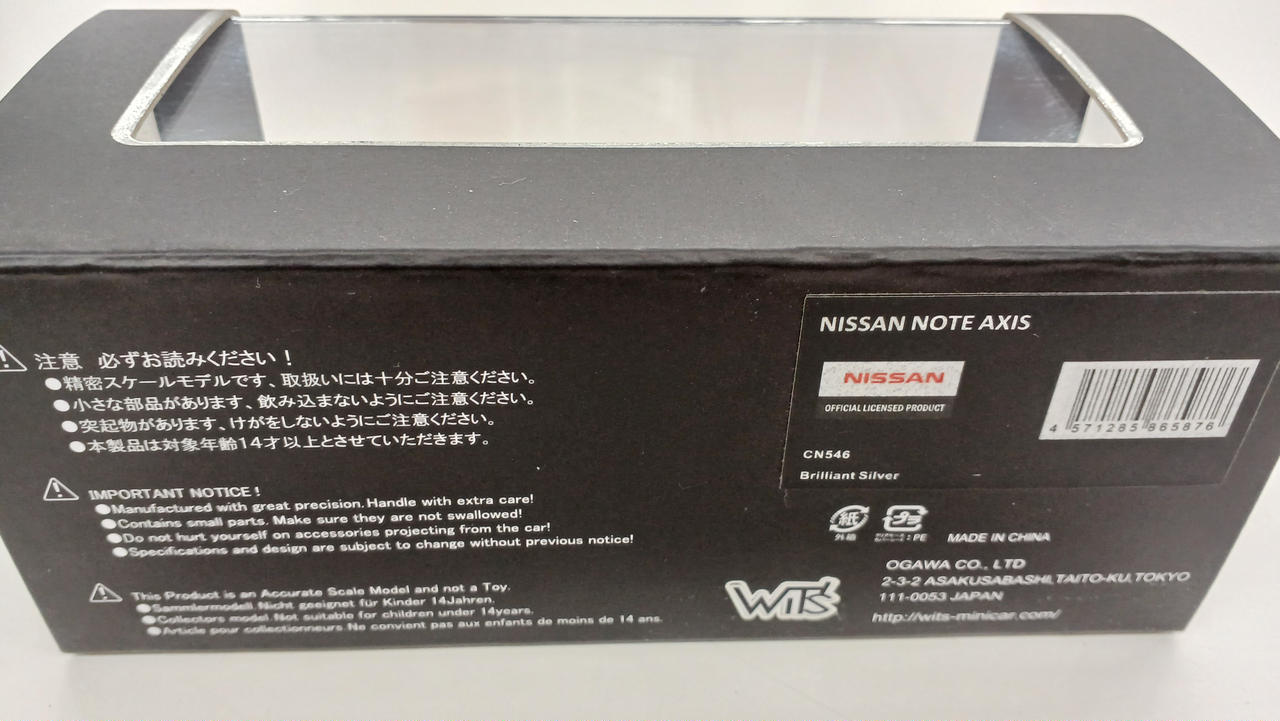 注意 必ずお読みください！
●精密スケールモデルです、取扱いには十分ご注意ください。
●小さな部品があります、飲み込まないようにご注意ください。
●突起物があります、けがをしないようにご注意ください。
●本製品は対象年齢14才以上とさせていただきます。
IMPORTANT NOTICE!
●Manufactured with great precision.Handle with extra care!
●Contains small parts. Make sure they are not swallowed!
●Do not hurt yourself on accessories projecting from the car!
●Specifications and design are subject to change without previous notice!
This Product is an Accurate Scale Model and not a Toy.
●Sammlermodell.Nicht geeignet für Kinder 14Jahren.
●Collectors model.Not suitable for children under 14years.
●Article pour collectionneurs.Ne convient pas aux enfants de moins de 14 ans.
NISSAN NOTE AXIS
NISSAN
OFFICIAL LICENSED PRODUCT
4 571285 865876
CN546
Brilliant Silver
紙
外箱
プラ
: PE
MADE IN CHINA
WiTS
OGAWA CO., LTD
2-3-2 ASAKUSABASHI,TAITO-KU,TOKYO
111-0053 JAPAN
http://wits-minicar.com/